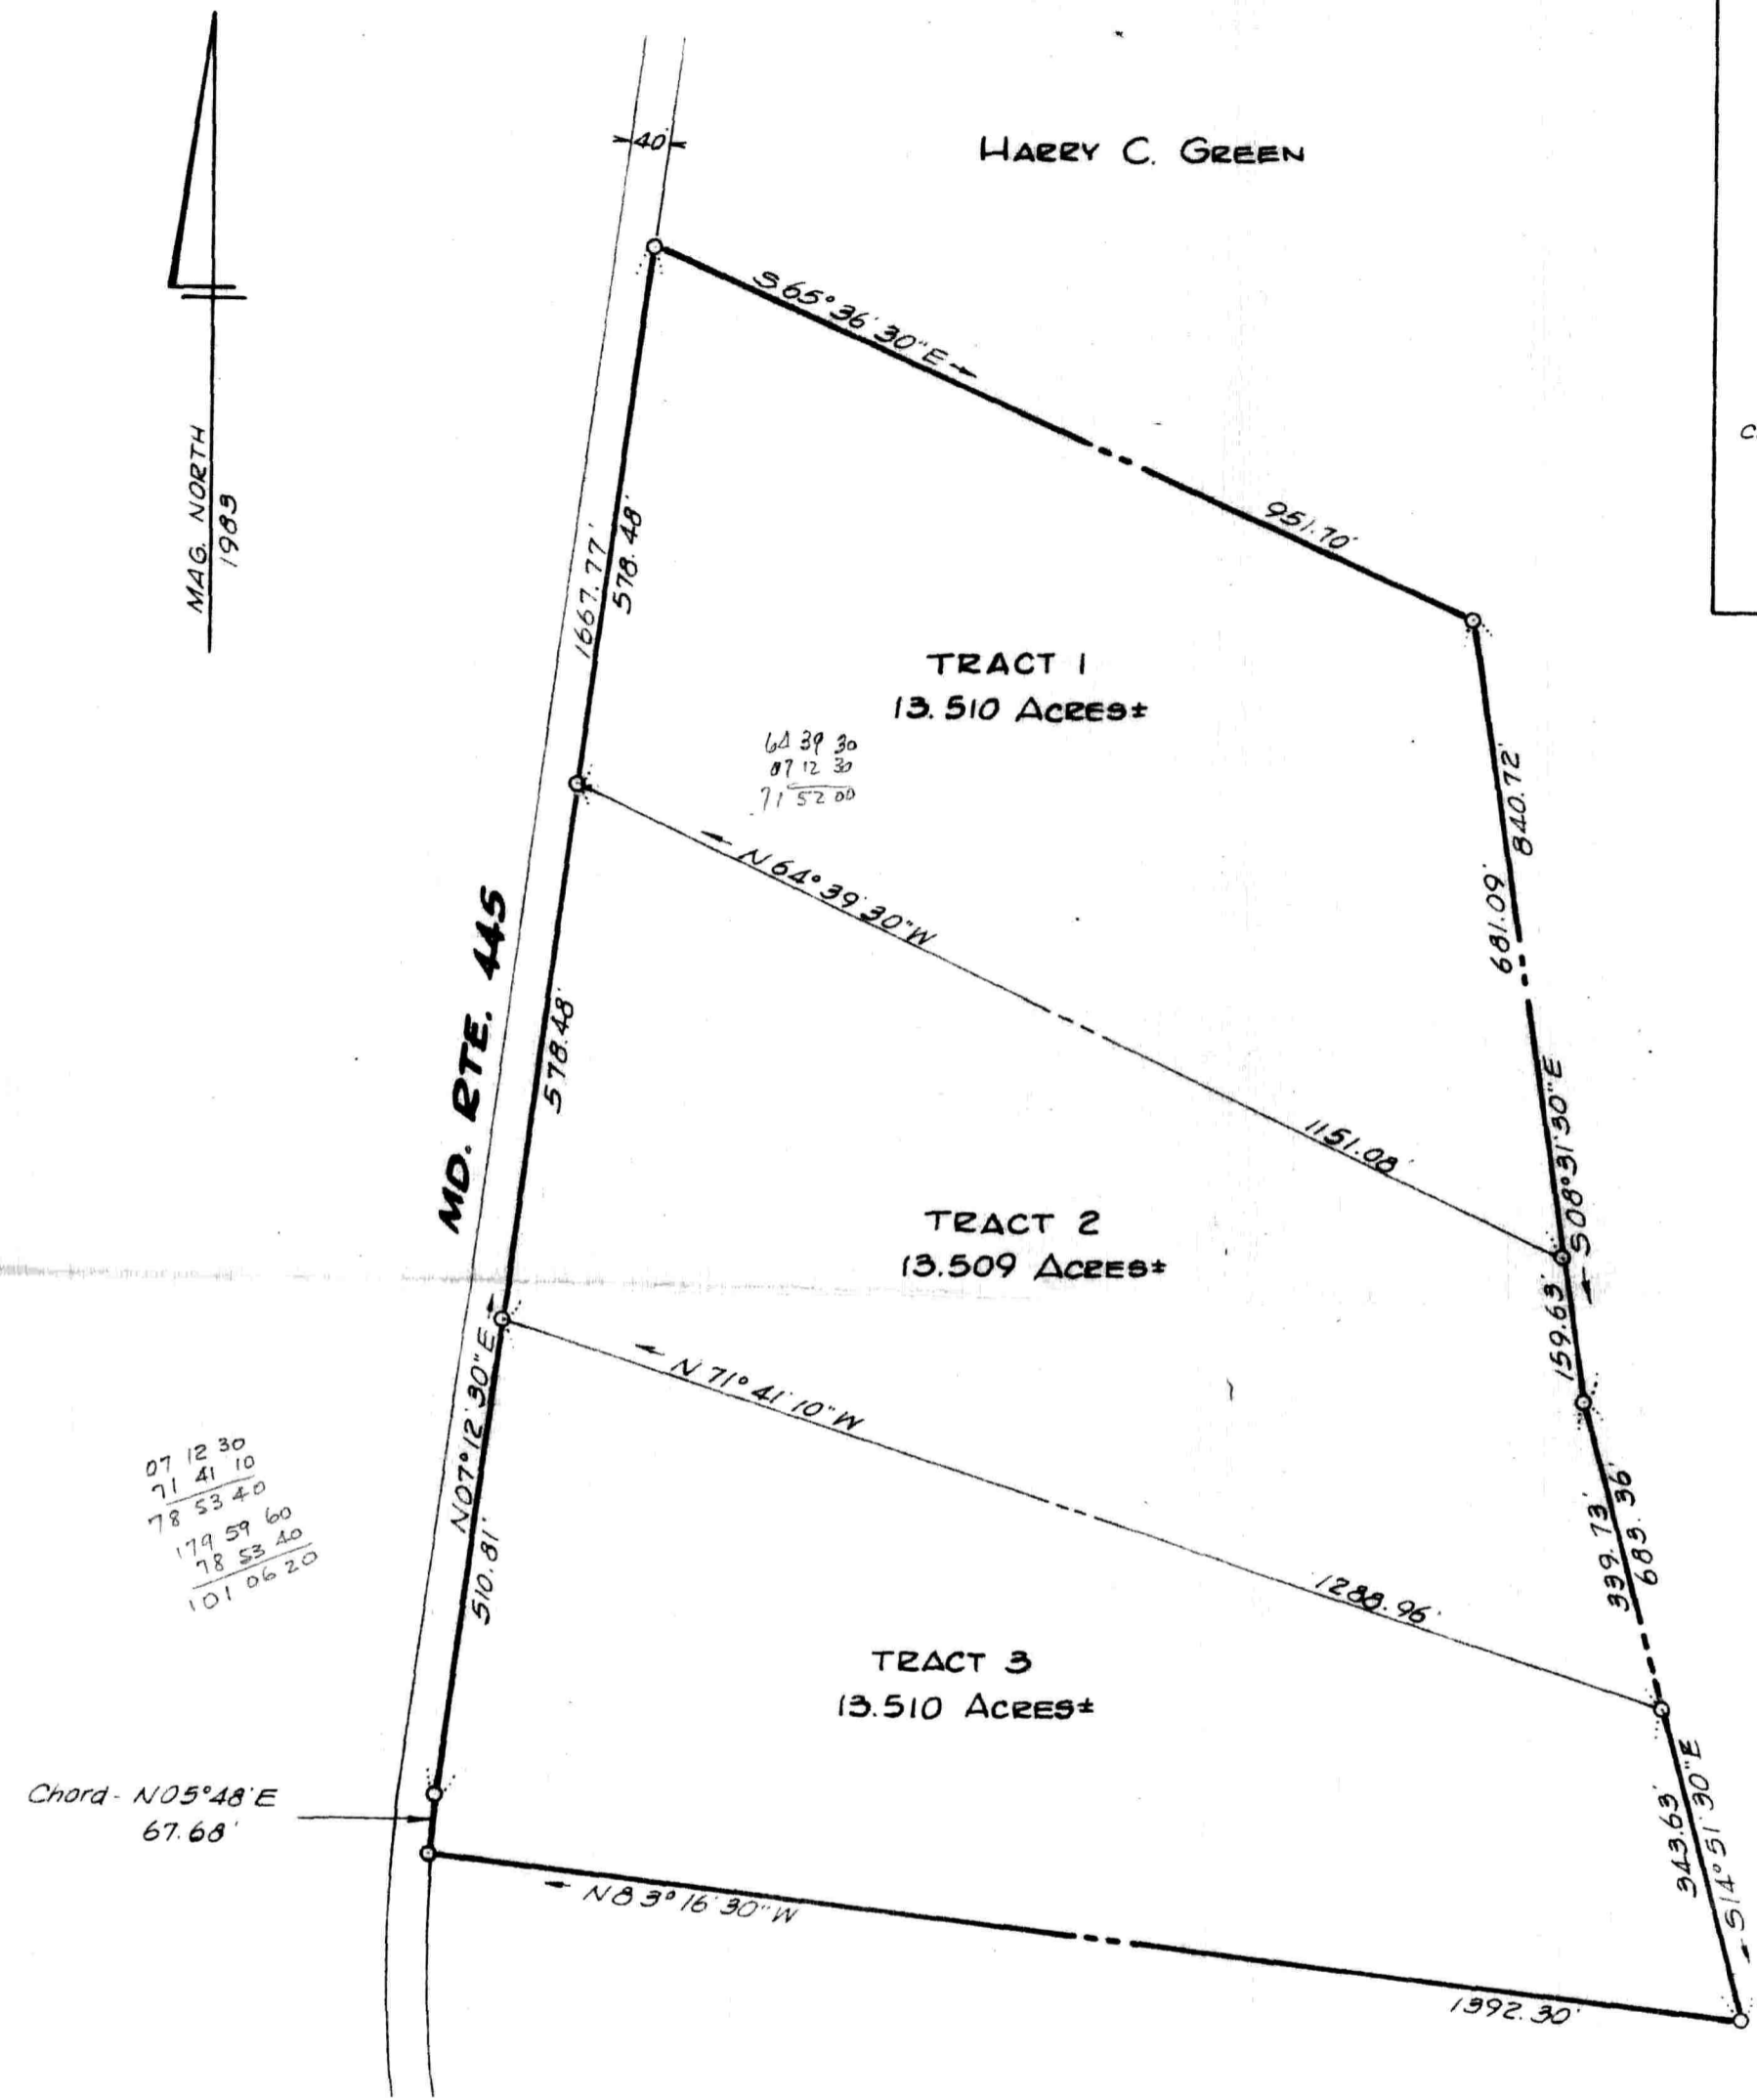 40'
HARRY C. GREEN
S65°36'30"E
MAG. NORTH
1983
1667.77'
578.48'
951.70'
C
TRACT 1
13.510 ACRES±
64 39 30
07 12 30
71 52 00
840.72'
681.09'
N64°39'30"W
MD. RTE. 445
578.48'
S08°31'30"E
1151.08'
TRACT 2
13.509 ACRES±
159.63'
N07°12'30"E
510.81'
N 71°41'10"W
07 12 30
71 41 10
78 53 40
179 59 60
78 53 40
101 06 20
339.73'
683.36'
1288.96'
TRACT 3
13.510 ACRES±
Chord - N05°48'E
67.68'
343.63'
S14°51'30"E
N83°16'30"W
1392.30'